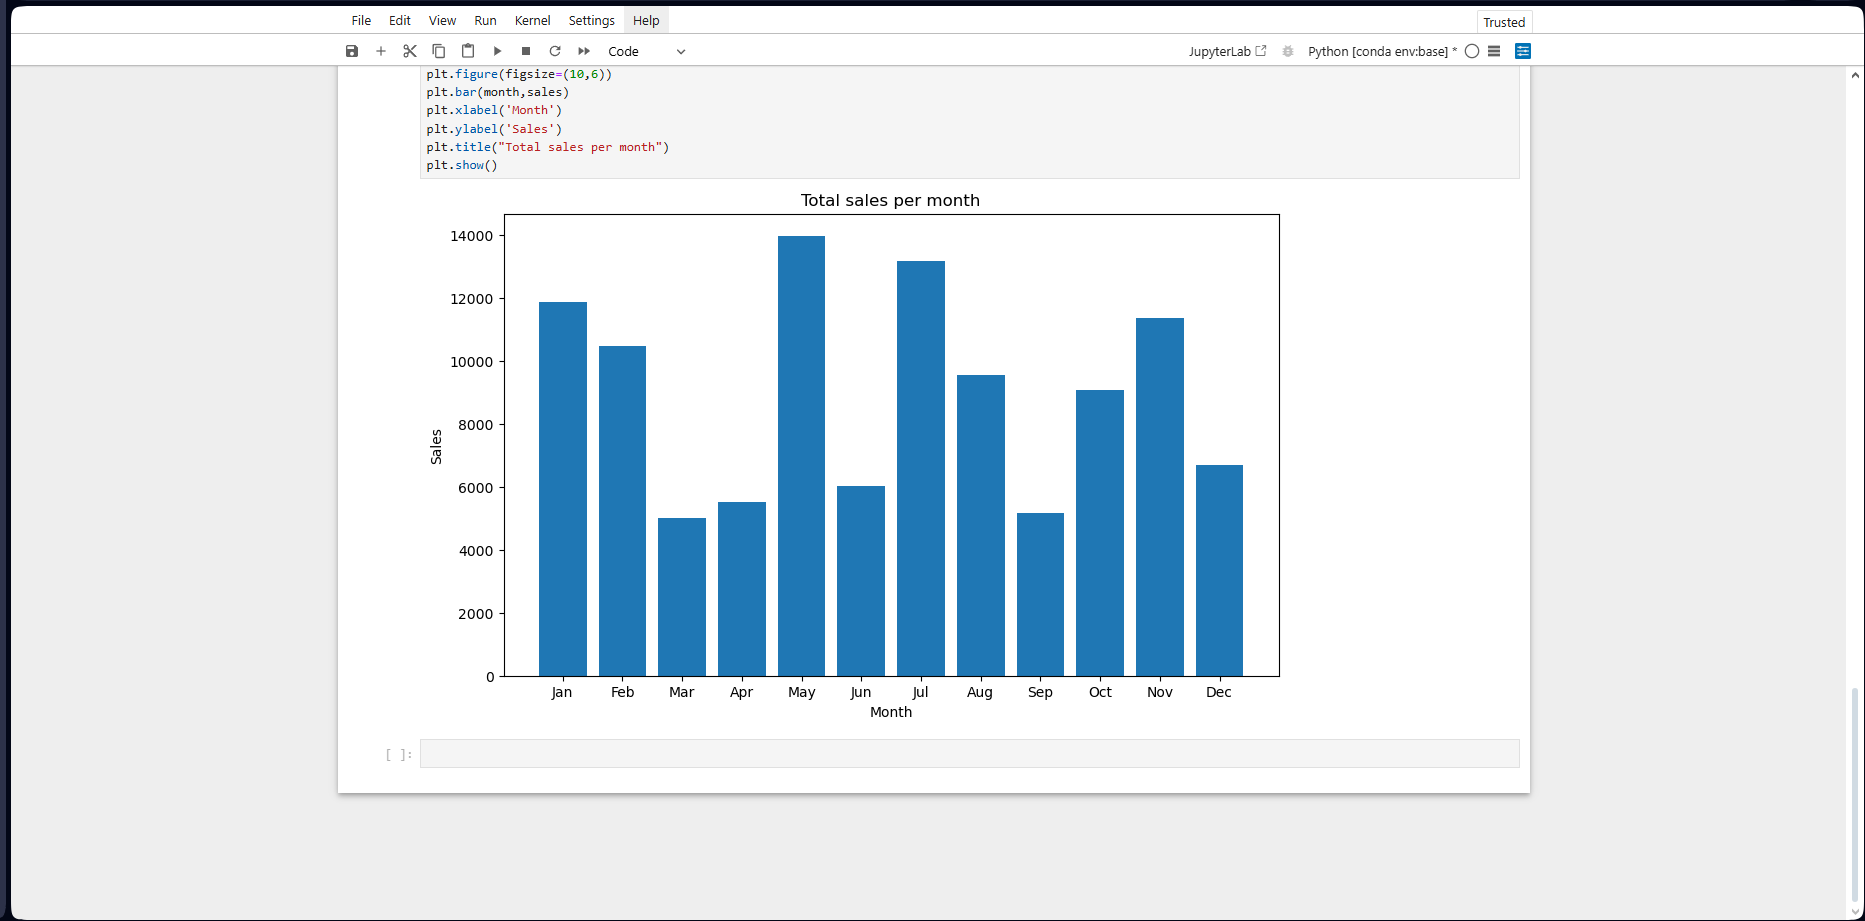 File Edit View Run Kernel Settings Help Trusted
Code JupyterLab Python [conda env:base] *
plt.figure(figsize=(10,6))
plt.bar(month,sales)
plt.xlabel('Month')
plt.ylabel('Sales')
plt.title("Total sales per month")
plt.show()
Total sales per month
14000
12000
10000
8000
6000
4000
2000
0
Sales
Jan Feb Mar Apr May Jun Jul Aug Sep Oct Nov Dec
Month
[ ]: